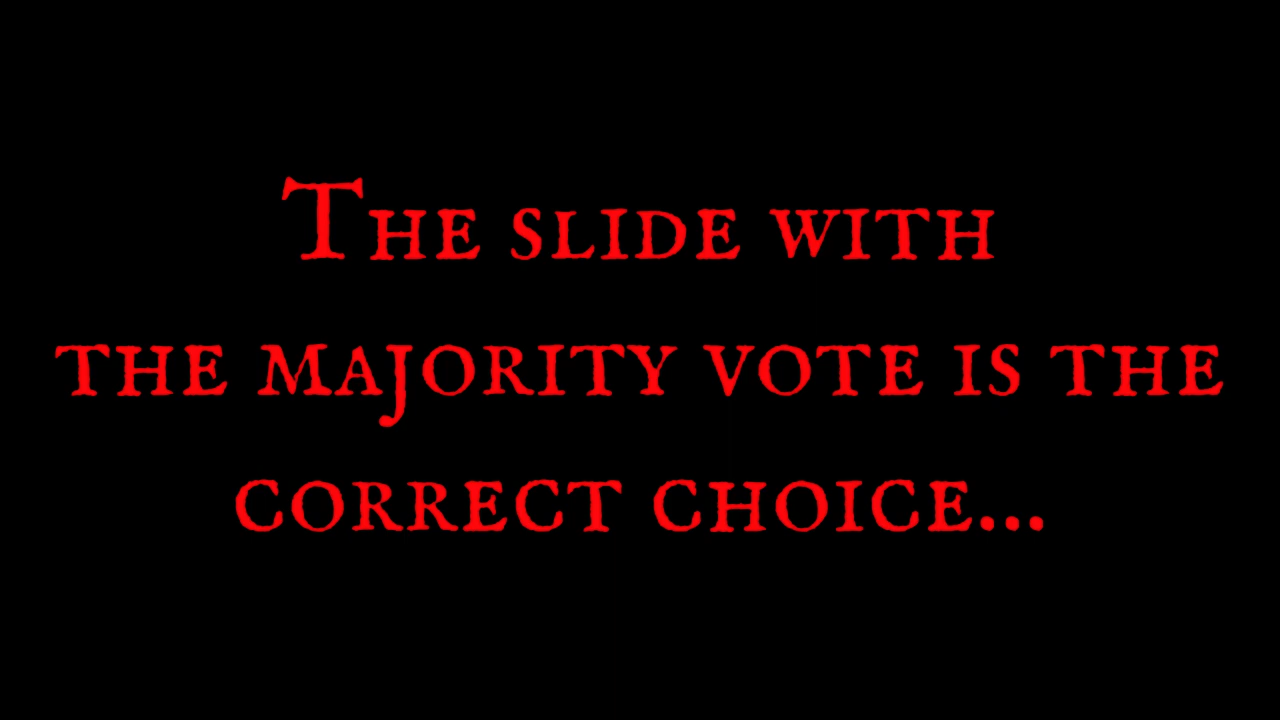 The slide with
the majority vote is the
correct choice...